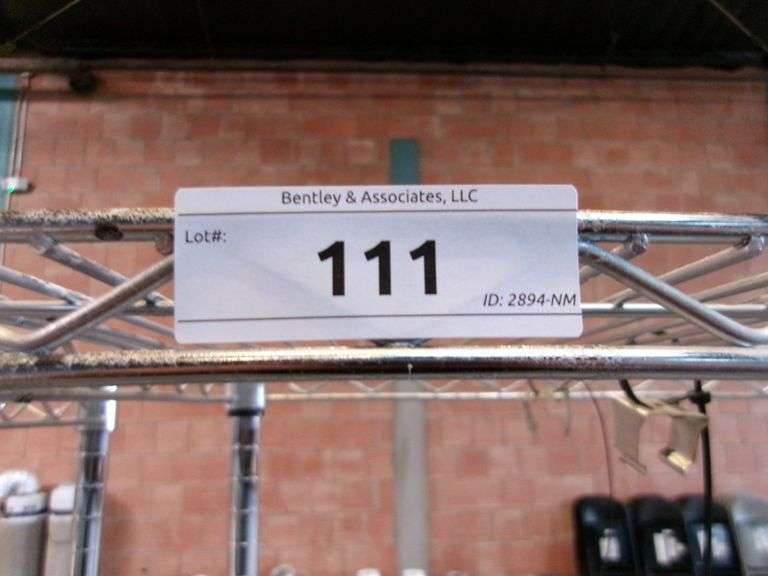 Bentley & Associates, LLC
Lot#:
111
ID: 2894-NM